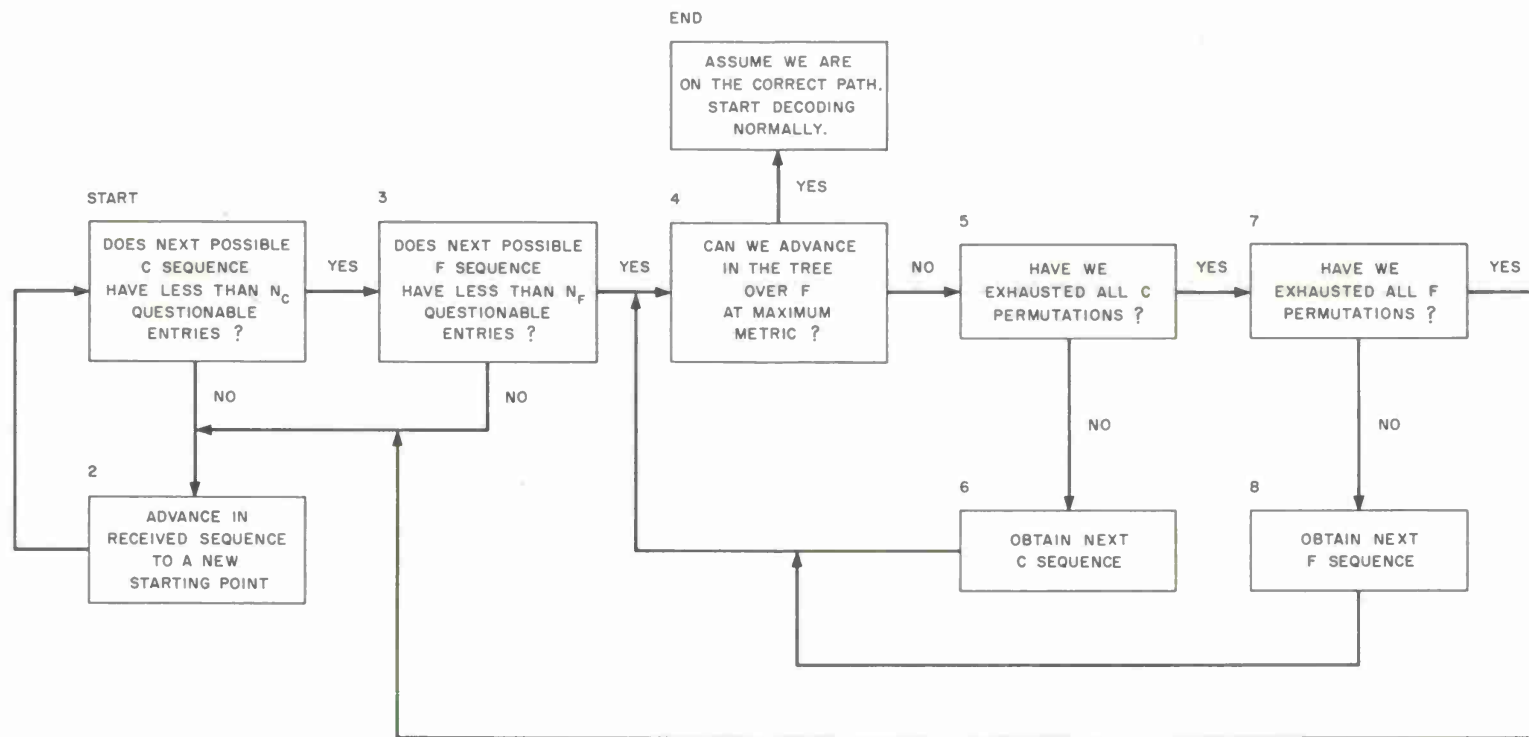 END
ASSUME WE ARE
ON THE CORRECT PATH.
START DECODING
NORMALLY.
YES
START
DOES NEXT POSSIBLE
C SEQUENCE
HAVE LESS THAN NC
QUESTIONABLE
ENTRIES ?
YES
NO
3
DOES NEXT POSSIBLE
F SEQUENCE
HAVE LESS THAN NF
QUESTIONABLE
ENTRIES ?
YES
NO
4
CAN WE ADVANCE
IN THE TREE
OVER F
AT MAXIMUM
METRIC ?
NO
5
HAVE WE
EXHAUSTED ALL C
PERMUTATIONS ?
YES
NO
7
HAVE WE
EXHAUSTED ALL F
PERMUTATIONS ?
YES
NO
2
ADVANCE IN
RECEIVED SEQUENCE
TO A NEW
STARTING POINT
6
OBTAIN NEXT
C SEQUENCE
8
OBTAIN NEXT
F SEQUENCE